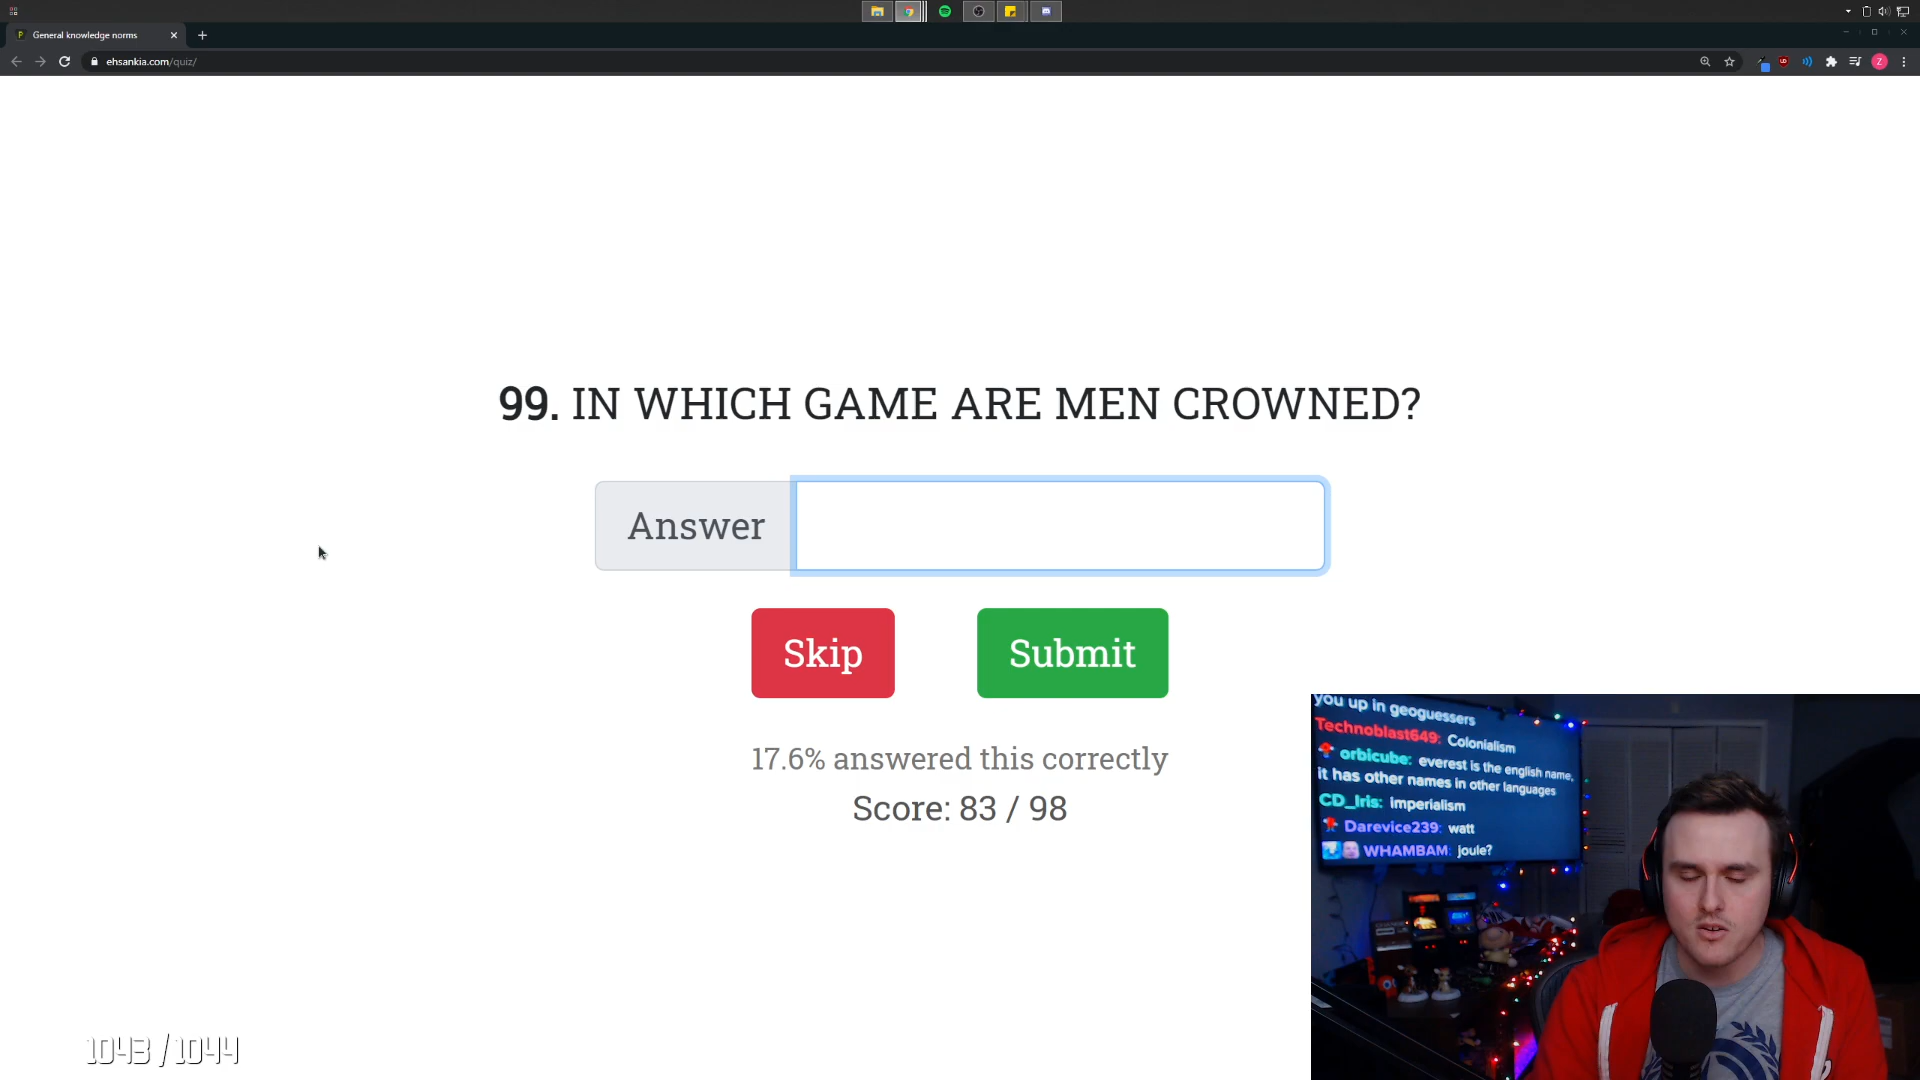 General knowledge norms
ehsankia.com/quiz/
Z
99. IN WHICH GAME ARE MEN CROWNED?
Answer
Skip
Submit
17.6% answered this correctly
Score: 83 / 98
you up in geoguessers
Technoblast649: Colonialism
orbicube: everest is the english name,
it has other names in other languages
CD_Iris: imperialism
Darevice239: watt
WHAMBAM: joule?
1043 / 1044